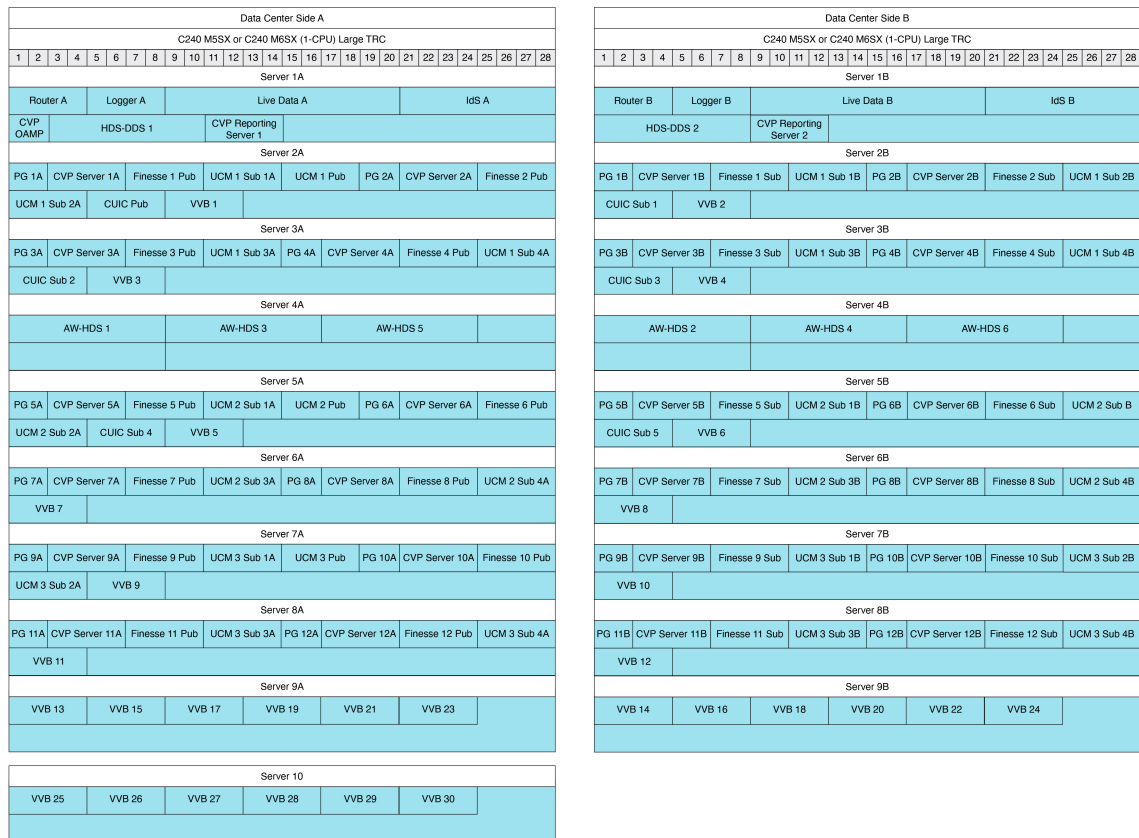 Data Center Side A
C240 M5SX or C240 M6SX (1-CPU) Large TRC
1 2 3 4 5 6 7 8 9 10 11 12 13 14 15 16 17 18 19 20 21 22 23 24 25 26 27 28
Server 1A
Router A Logger A Live Data A IdS A
CVP OAMP HDS-DDS 1 CVP Reporting Server 1
Server 2A
PG 1A CVP Server 1A Finesse 1 Pub UCM 1 Sub 1A UCM 1 Pub PG 2A CVP Server 2A Finesse 2 Pub
UCM 1 Sub 2A CUIC Pub VVB 1
Server 3A
PG 3A CVP Server 3A Finesse 3 Pub UCM 1 Sub 3A PG 4A CVP Server 4A Finesse 4 Pub UCM 1 Sub 4A
CUIC Sub 2 VVB 3
Server 4A
AW-HDS 1 AW-HDS 3 AW-HDS 5
Server 5A
PG 5A CVP Server 5A Finesse 5 Pub UCM 2 Sub 1A UCM 2 Pub PG 6A CVP Server 6A Finesse 6 Pub
UCM 2 Sub 2A CUIC Sub 4 VVB 5
Server 6A
PG 7A CVP Server 7A Finesse 7 Pub UCM 2 Sub 3A PG 8A CVP Server 8A Finesse 8 Pub UCM 2 Sub 4A
VVB 7
Server 7A
PG 9A CVP Server 9A Finesse 9 Pub UCM 3 Sub 1A UCM 3 Pub PG 10A CVP Server 10A Finesse 10 Pub
UCM 3 Sub 2A VVB 9
Server 8A
PG 11A CVP Server 11A Finesse 11 Pub UCM 3 Sub 3A PG 12A CVP Server 12A Finesse 12 Pub UCM 3 Sub 4A
VVB 11
Server 9A
VVB 13 VVB 15 VVB 17 VVB 19 VVB 21 VVB 23
Server 10
VVB 25 VVB 26 VVB 27 VVB 28 VVB 29 VVB 30
Data Center Side B
C240 M5SX or C240 M6SX (1-CPU) Large TRC
1 2 3 4 5 6 7 8 9 10 11 12 13 14 15 16 17 18 19 20 21 22 23 24 25 26 27 28
Server 1B
Router B Logger B Live Data B IdS B
HDS-DDS 2 CVP Reporting Server 2
Server 2B
PG 1B CVP Server 1B Finesse 1 Sub UCM 1 Sub 1B PG 2B CVP Server 2B Finesse 2 Sub UCM 1 Sub 2B
CUIC Sub 1 VVB 2
Server 3B
PG 3B CVP Server 3B Finesse 3 Sub UCM 1 Sub 3B PG 4B CVP Server 4B Finesse 4 Sub UCM 1 Sub 4B
CUIC Sub 3 VVB 4
Server 4B
AW-HDS 2 AW-HDS 4 AW-HDS 6
Server 5B
PG 5B CVP Server 5B Finesse 5 Sub UCM 2 Sub 1B PG 6B CVP Server 6B Finesse 6 Sub UCM 2 Sub B
CUIC Sub 5 VVB 6
Server 6B
PG 7B CVP Server 7B Finesse 7 Sub UCM 2 Sub 3B PG 8B CVP Server 8B Finesse 8 Sub UCM 2 Sub 4B
VVB 8
Server 7B
PG 9B CVP Server 9B Finesse 9 Sub UCM 3 Sub 1B PG 10B CVP Server 10B Finesse 10 Sub UCM 3 Sub 2B
VVB 10
Server 8B
PG 11B CVP Server 11B Finesse 11 Sub UCM 3 Sub 3B PG 12B CVP Server 12B Finesse 12 Sub UCM 3 Sub 4B
VVB 12
Server 9B
VVB 14 VVB 16 VVB 18 VVB 20 VVB 22 VVB 24